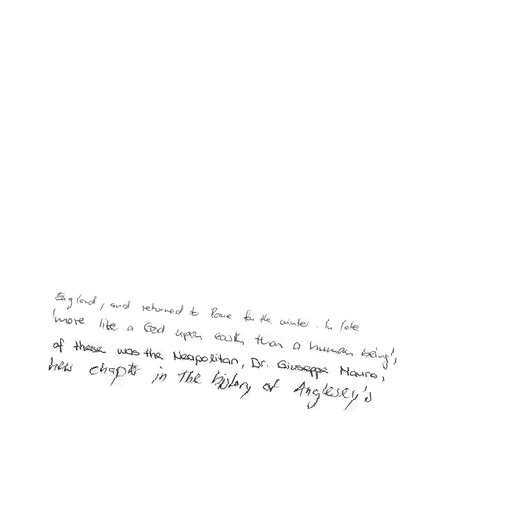 England, and returned to Rome for the winter. In late
'more like a God upon earth than a human being',
of these was the Neapolitan, Dr. Giuseppe Mauro,
new chapter in the history of Anglesey's